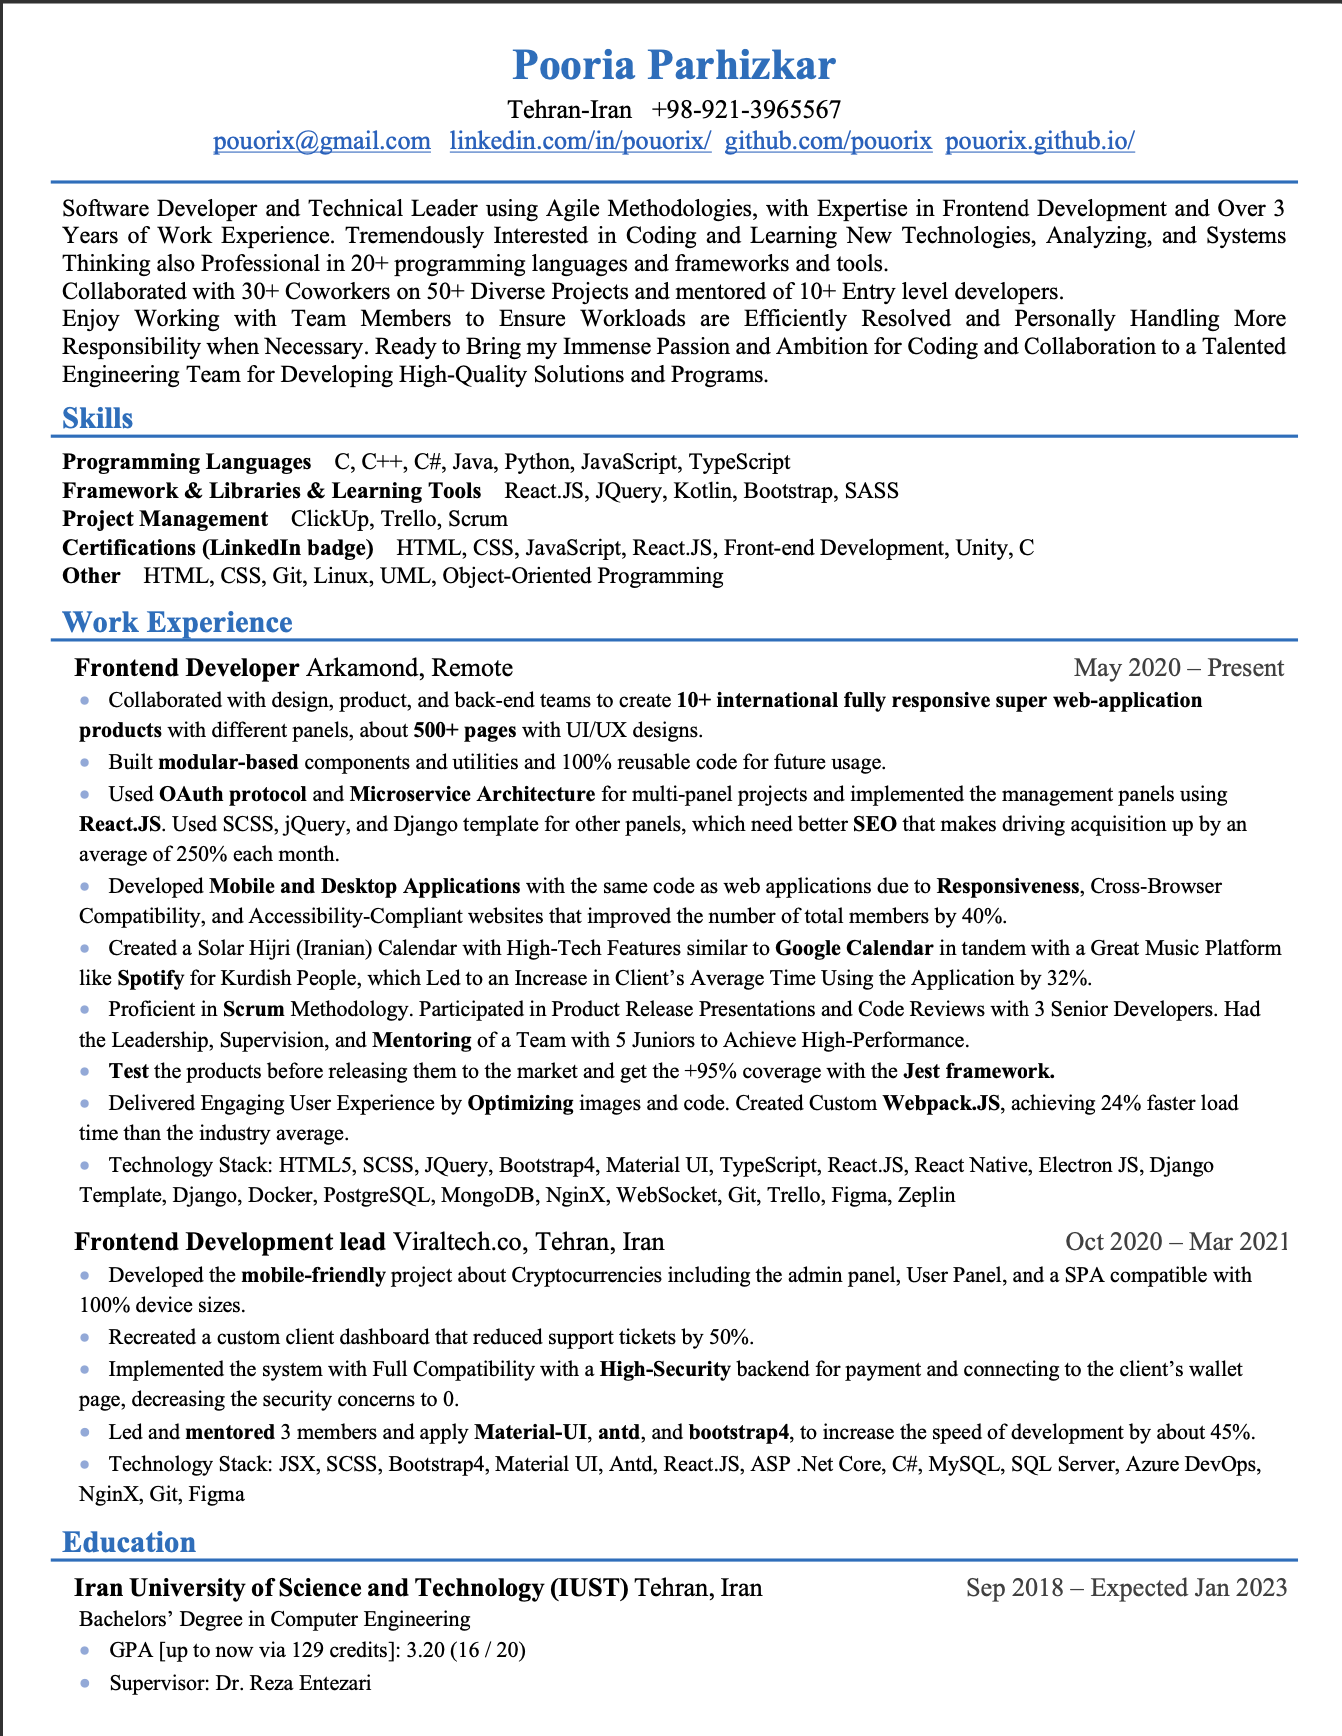 Pooria Parhizkar
Tehran-Iran +98-921-3965567
pouorix@gmail.com linkedin.com/in/pouorix/ github.com/pouorix pouorix.github.io/
Software Developer and Technical Leader using Agile Methodologies, with Expertise in Frontend Development and Over 3
Years of Work Experience. Tremendously Interested in Coding and Learning New Technologies, Analyzing, and Systems
Thinking also Professional in 20+ programming languages and frameworks and tools.
Collaborated with 30+ Coworkers on 50+ Diverse Projects and mentored of 10+ Entry level developers.
Enjoy Working with Team Members to Ensure Workloads are Efficiently Resolved and Personally Handling More
Responsibility when Necessary. Ready to Bring my Immense Passion and Ambition for Coding and Collaboration to a Talented
Engineering Team for Developing High-Quality Solutions and Programs.
Skills
Programming Languages C, C++, C#, Java, Python, JavaScript, TypeScript
Framework & Libraries & Learning Tools React.JS, JQuery, Kotlin, Bootstrap, SASS
Project Management ClickUp, Trello, Scrum
Certifications (LinkedIn badge) HTML, CSS, JavaScript, React.JS, Front-end Development, Unity, C
Other HTML, CSS, Git, Linux, UML, Object-Oriented Programming
Work Experience
Frontend Developer Arkamond, Remote May 2020 – Present
• Collaborated with design, product, and back-end teams to create 10+ international fully responsive super web-application
products with different panels, about 500+ pages with UI/UX designs.
• Built modular-based components and utilities and 100% reusable code for future usage.
• Used OAuth protocol and Microservice Architecture for multi-panel projects and implemented the management panels using
React.JS. Used SCSS, jQuery, and Django template for other panels, which need better SEO that makes driving acquisition up by an
average of 250% each month.
• Developed Mobile and Desktop Applications with the same code as web applications due to Responsiveness, Cross-Browser
Compatibility, and Accessibility-Compliant websites that improved the number of total members by 40%.
• Created a Solar Hijri (Iranian) Calendar with High-Tech Features similar to Google Calendar in tandem with a Great Music Platform
like Spotify for Kurdish People, which Led to an Increase in Client’s Average Time Using the Application by 32%.
• Proficient in Scrum Methodology. Participated in Product Release Presentations and Code Reviews with 3 Senior Developers. Had
the Leadership, Supervision, and Mentoring of a Team with 5 Juniors to Achieve High-Performance.
• Test the products before releasing them to the market and get the +95% coverage with the Jest framework.
• Delivered Engaging User Experience by Optimizing images and code. Created Custom Webpack.JS, achieving 24% faster load
time than the industry average.
• Technology Stack: HTML5, SCSS, JQuery, Bootstrap4, Material UI, TypeScript, React.JS, React Native, Electron JS, Django
Template, Django, Docker, PostgreSQL, MongoDB, NginX, WebSocket, Git, Trello, Figma, Zeplin
Frontend Development lead Viraltech.co, Tehran, Iran Oct 2020 – Mar 2021
• Developed the mobile-friendly project about Cryptocurrencies including the admin panel, User Panel, and a SPA compatible with
100% device sizes.
• Recreated a custom client dashboard that reduced support tickets by 50%.
• Implemented the system with Full Compatibility with a High-Security backend for payment and connecting to the client’s wallet
page, decreasing the security concerns to 0.
• Led and mentored 3 members and apply Material-UI, antd, and bootstrap4, to increase the speed of development by about 45%.
• Technology Stack: JSX, SCSS, Bootstrap4, Material UI, Antd, React.JS, ASP .Net Core, C#, MySQL, SQL Server, Azure DevOps,
NginX, Git, Figma
Education
Iran University of Science and Technology (IUST) Tehran, Iran Sep 2018 – Expected Jan 2023
Bachelors’ Degree in Computer Engineering
• GPA [up to now via 129 credits]: 3.20 (16 / 20)
• Supervisor: Dr. Reza Entezari